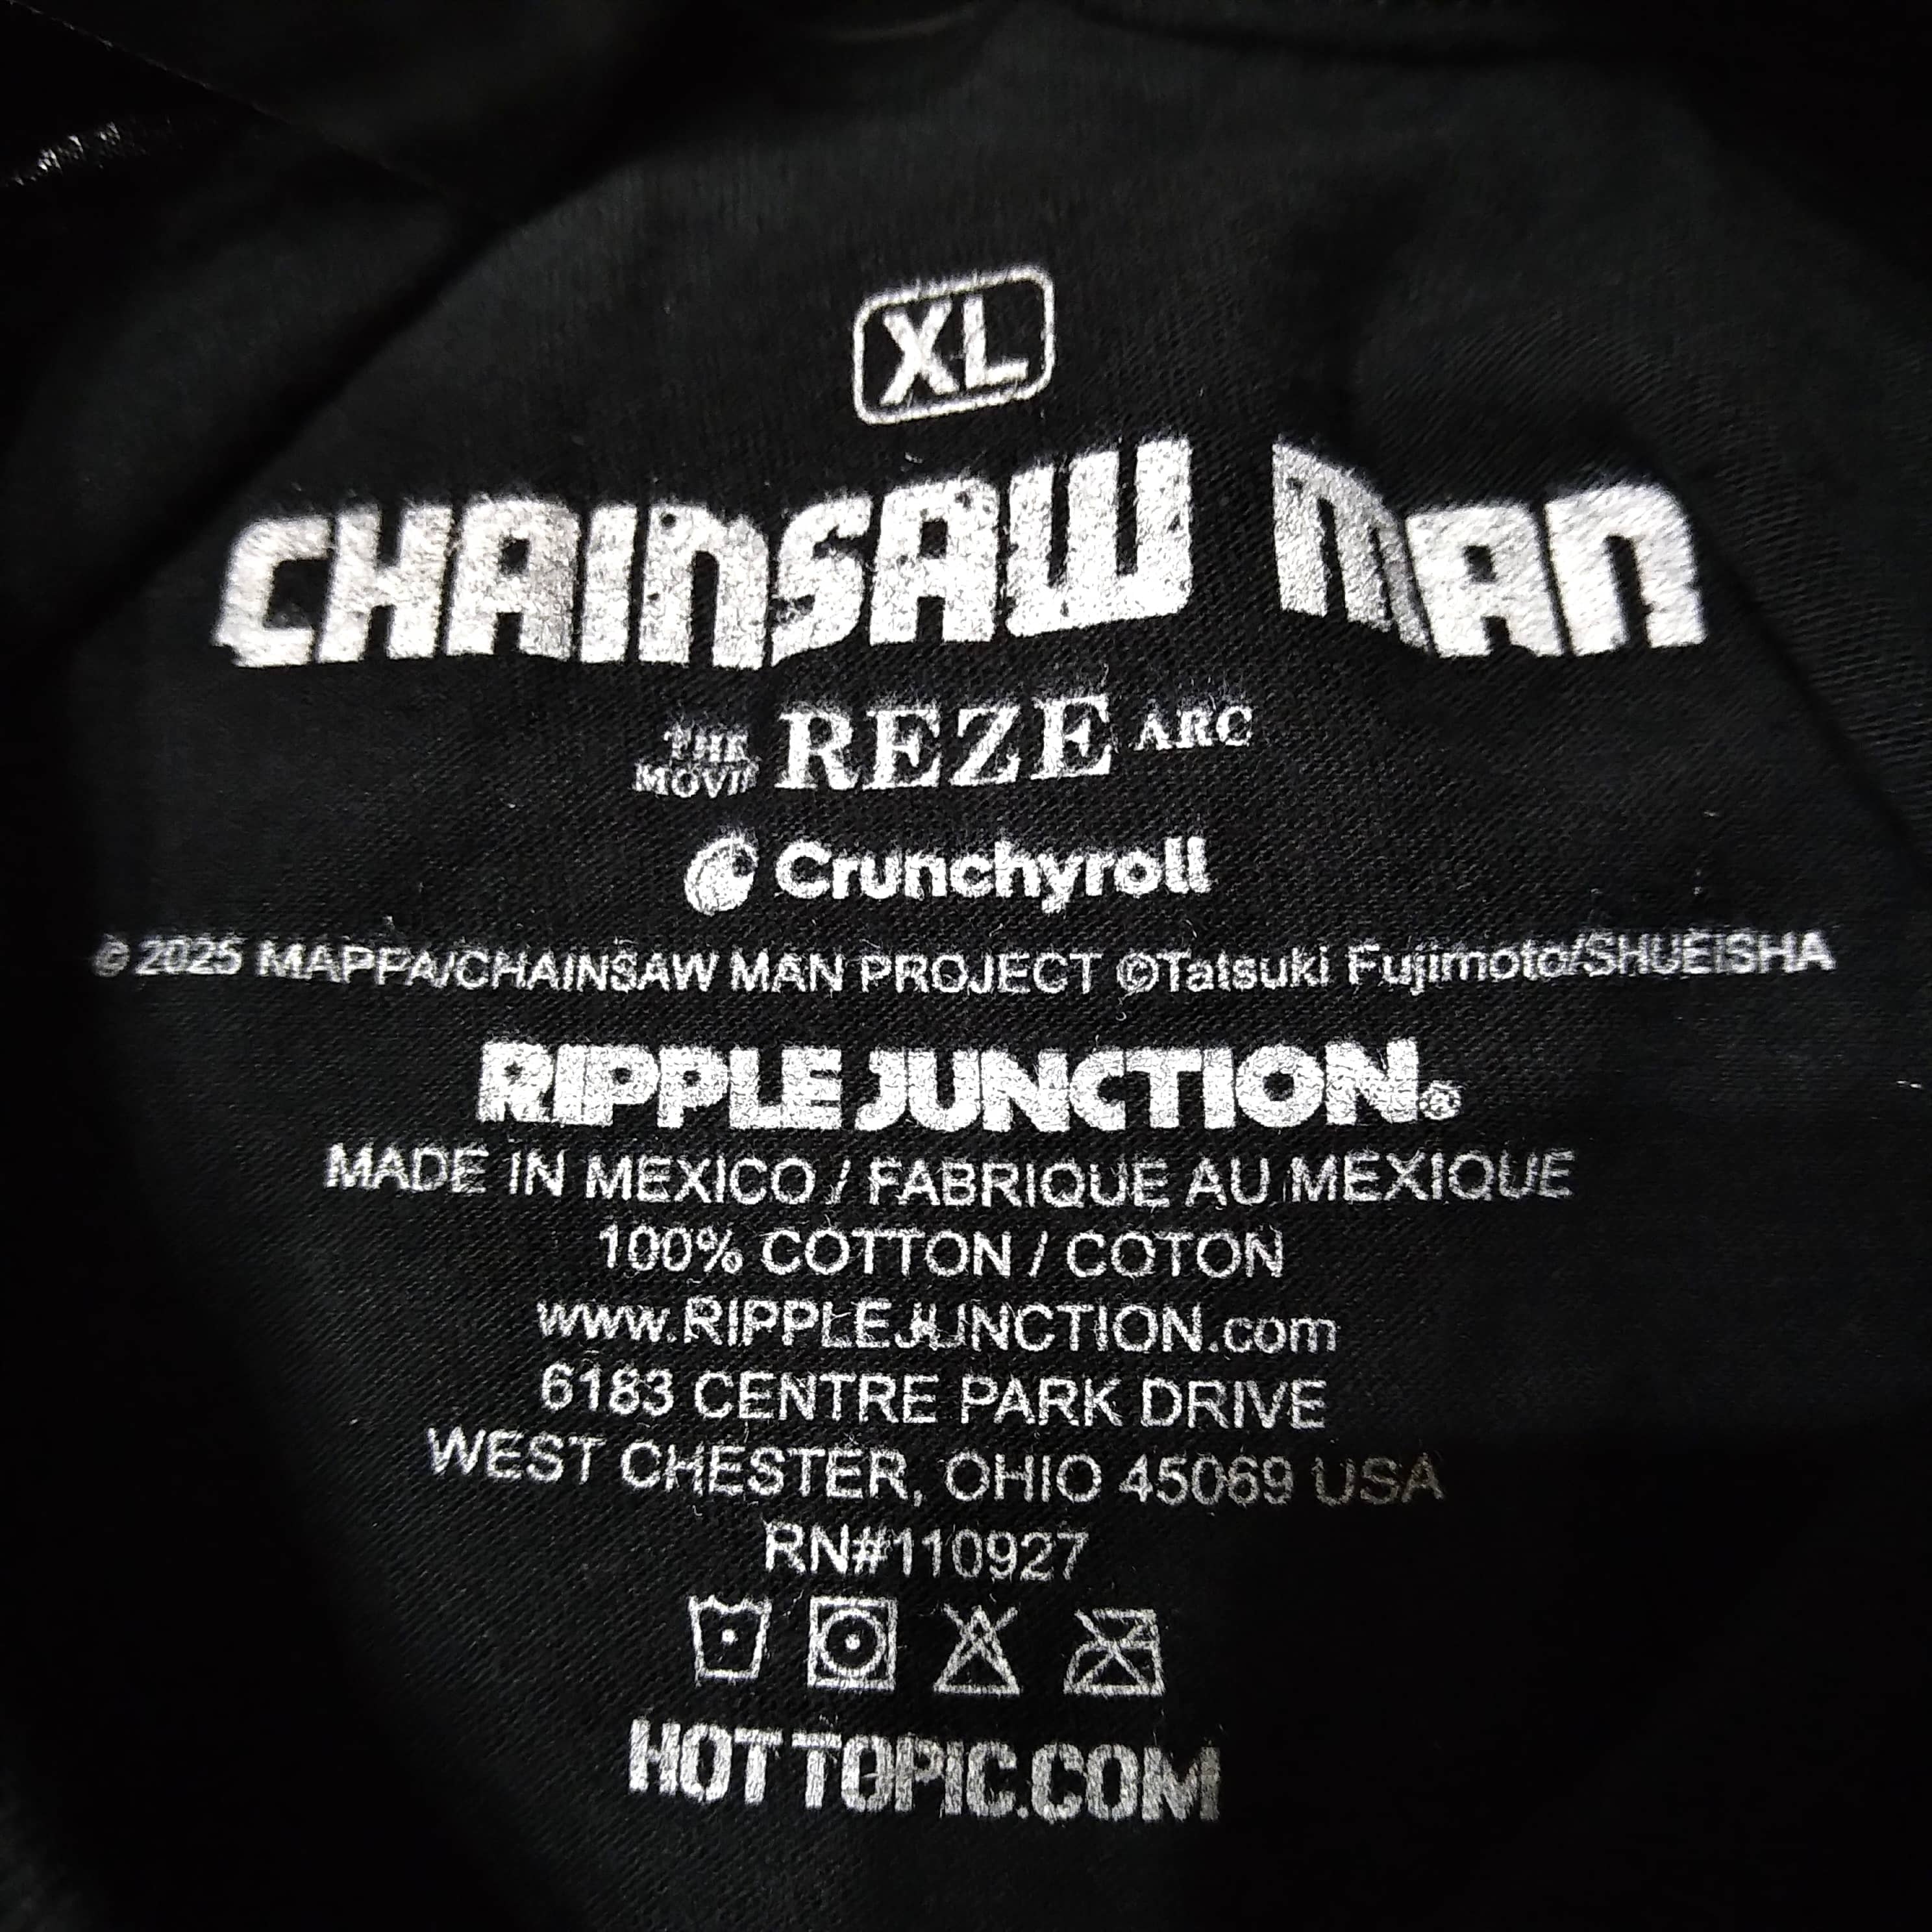 XL
CHAINSAW MAN
THE MOVIE REZE ARC
Crunchyroll
© 2025 MAPPA/CHAINSAW MAN PROJECT ©Tatsuki Fujimoto/SHUEISHA
RIPPLE JUNCTION®
MADE IN MEXICO / FABRIQUE AU MEXIQUE
100% COTTON / COTON
www.RIPPLEJUNCTION.com
6183 CENTRE PARK DRIVE
WEST CHESTER, OHIO 45069 USA
RN#110927
HOT TOPIC.COM